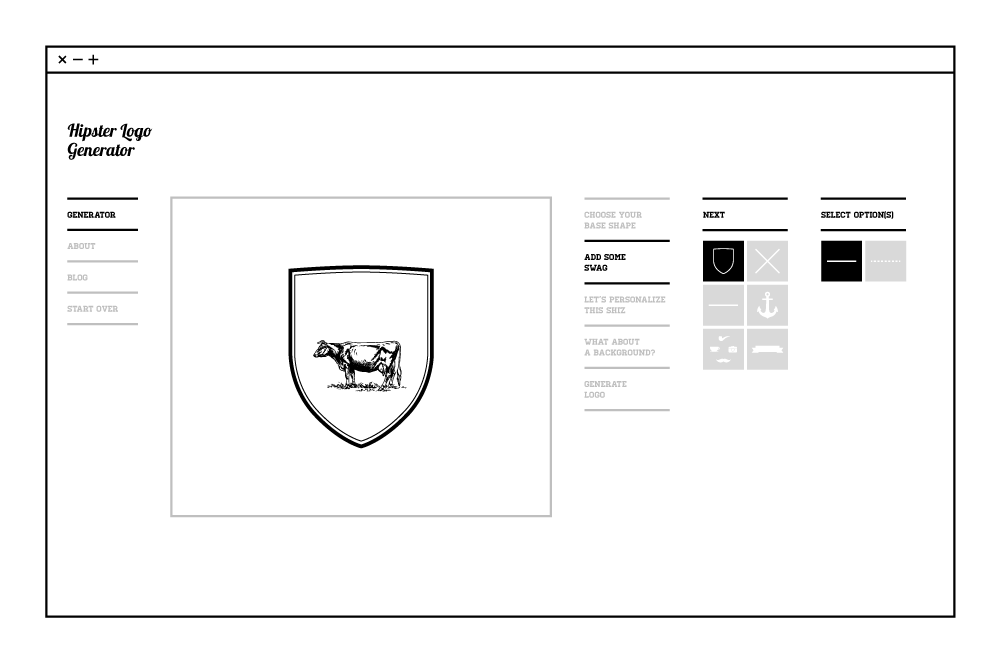 Hipster Logo
Generator
GENERATOR
ABOUT
BLOG
START OVER
CHOOSE YOUR
BASE SHAPE
ADD SOME
SWAG
LET'S PERSONALIZE
THIS SHIZ
WHAT ABOUT
A BACKGROUND?
GENERATE
LOGO
NEXT
SELECT OPTION(S)